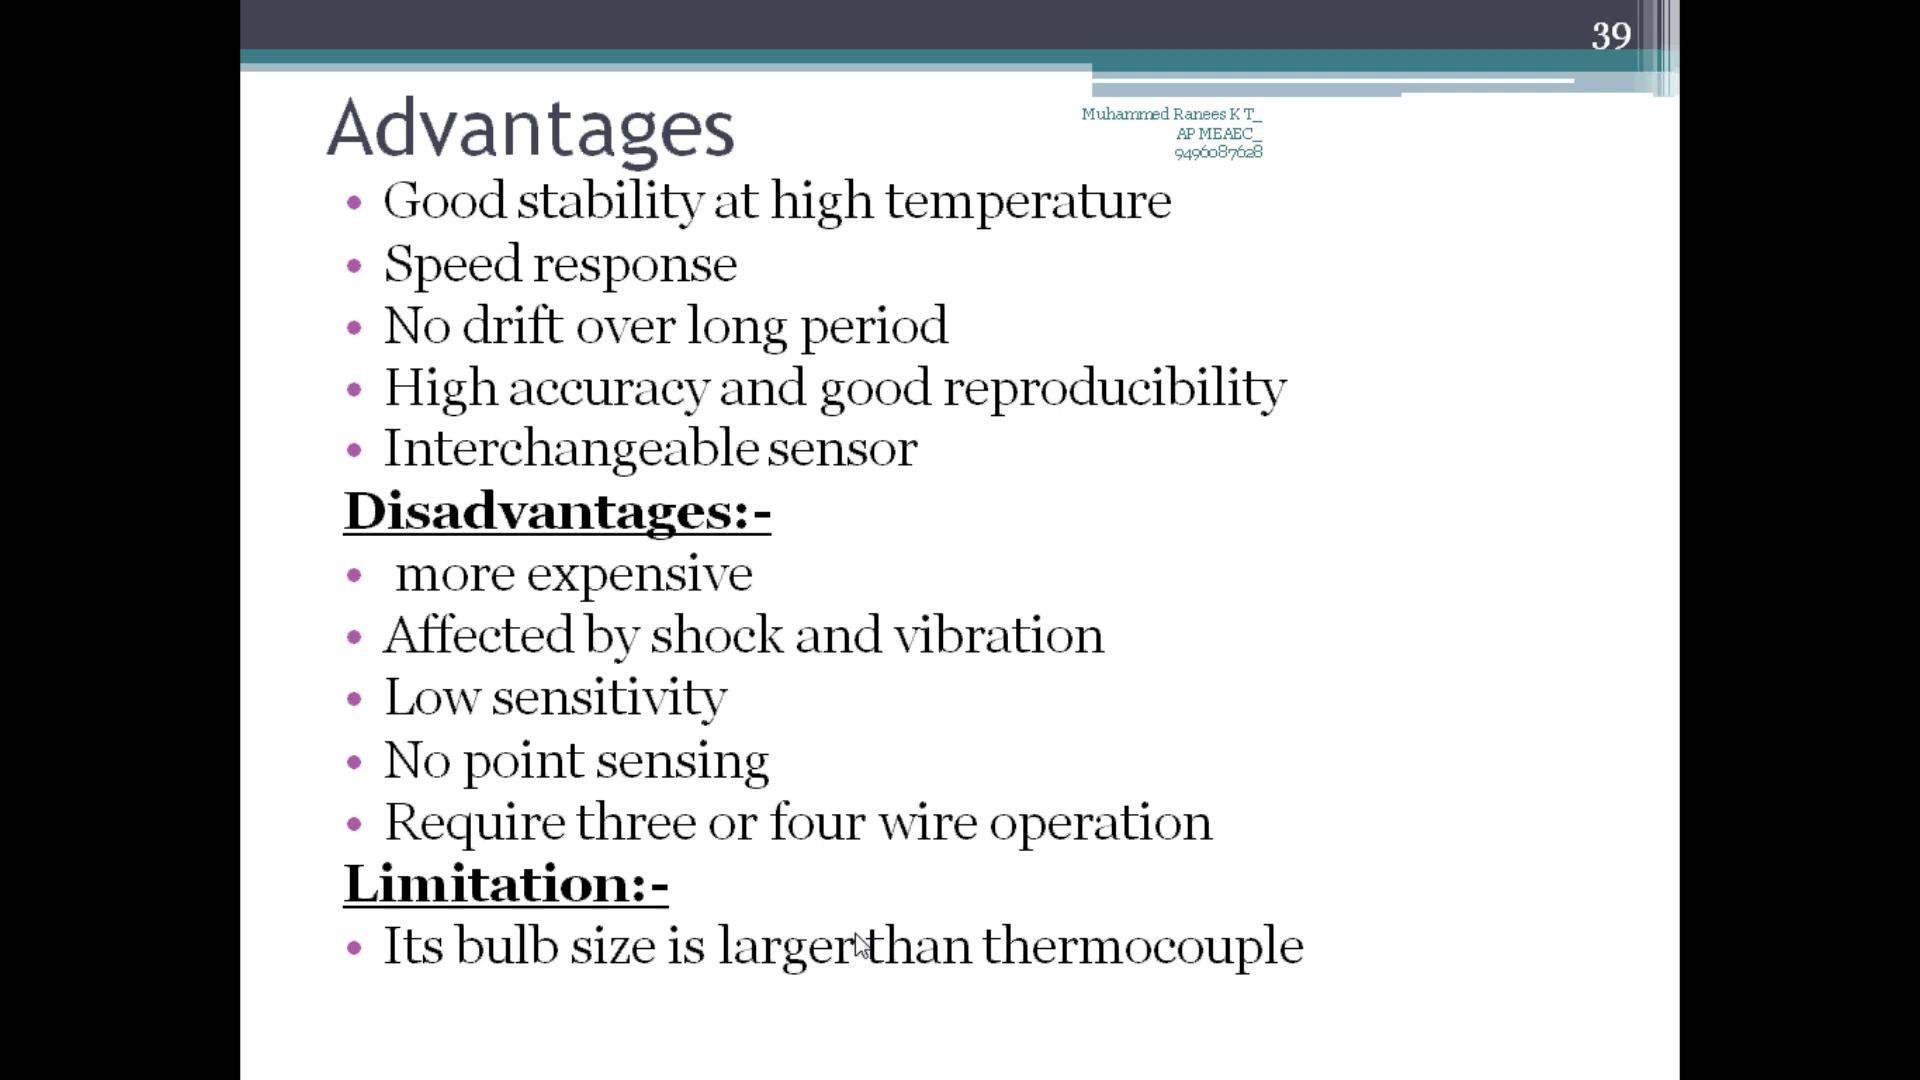 39
Advantages
Muhammed Ranees K T_
AP MEAEC_
9496087628
• Good stability at high temperature
• Speed response
• No drift over long period
• High accuracy and good reproducibility
• Interchangeable sensor
Disadvantages:-
• more expensive
• Affected by shock and vibration
• Low sensitivity
• No point sensing
• Require three or four wire operation
Limitation:-
• Its bulb size is larger than thermocouple